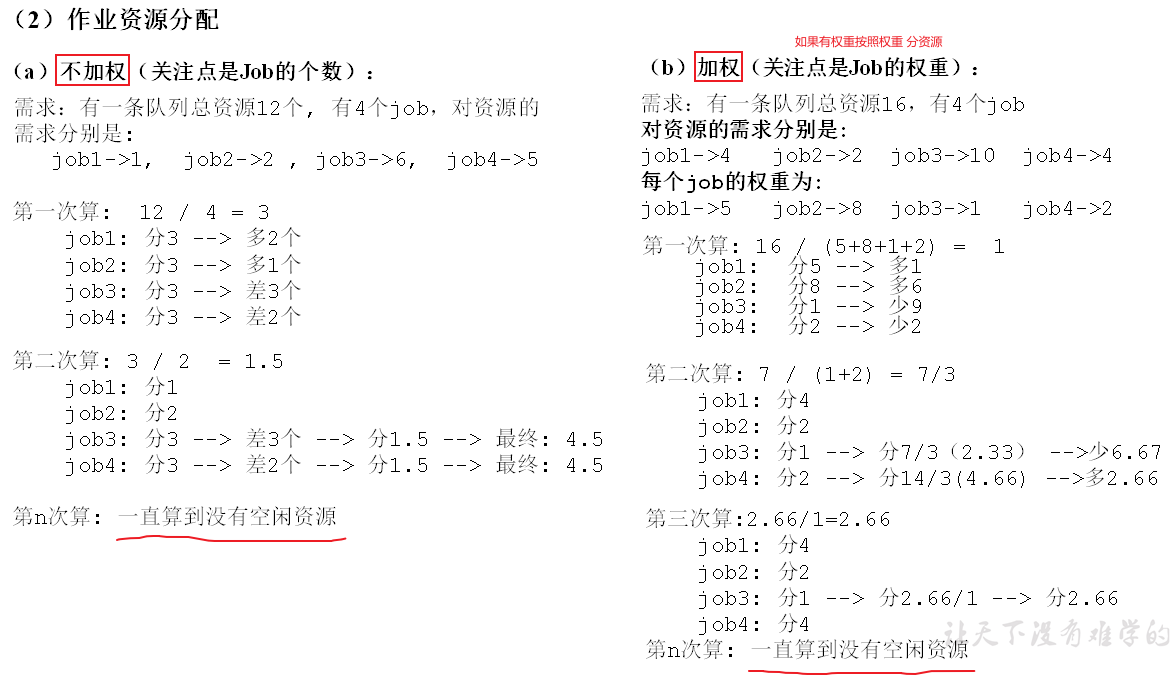 （2）作业资源分配
（a）不加权（关注点是Job的个数）：
需求：有一条队列总资源12个, 有4个job，对资源的
需求分别是:
job1->1,  job2->2 , job3->6,  job4->5
第一次算:  12 / 4 = 3
job1: 分3 --> 多2个
job2: 分3 --> 多1个
job3: 分3 --> 差3个
job4: 分3 --> 差2个
第二次算: 3 / 2  = 1.5
job1: 分1
job2: 分2
job3: 分3 --> 差3个 --> 分1.5 --> 最终: 4.5
job4: 分3 --> 差2个 --> 分1.5 --> 最终: 4.5
第n次算: 一直算到没有空闲资源
如果有权重按照权重 分资源
（b）加权（关注点是Job的权重）：
需求：有一条队列总资源16，有4个job
对资源的需求分别是:
job1->4   job2->2  job3->10  job4->4
每个job的权重为:
job1->5   job2->8  job3->1   job4->2
第一次算: 16 / (5+8+1+2) =  1
job1:  分5 --> 多1
job2:  分8 --> 多6
job3:  分1 --> 少9
job4:  分2 --> 少2
第二次算: 7 / (1+2) = 7/3
job1: 分4
job2: 分2
job3: 分1 --> 分7/3（2.33） -->少6.67
job4: 分2 --> 分14/3(4.66) -->多2.66
第三次算:2.66/1=2.66
job1: 分4
job2: 分2
job3: 分1 --> 分2.66/1 --> 分2.66
job4: 分4
第n次算: 一直算到没有空闲资源
让天下没有难学的